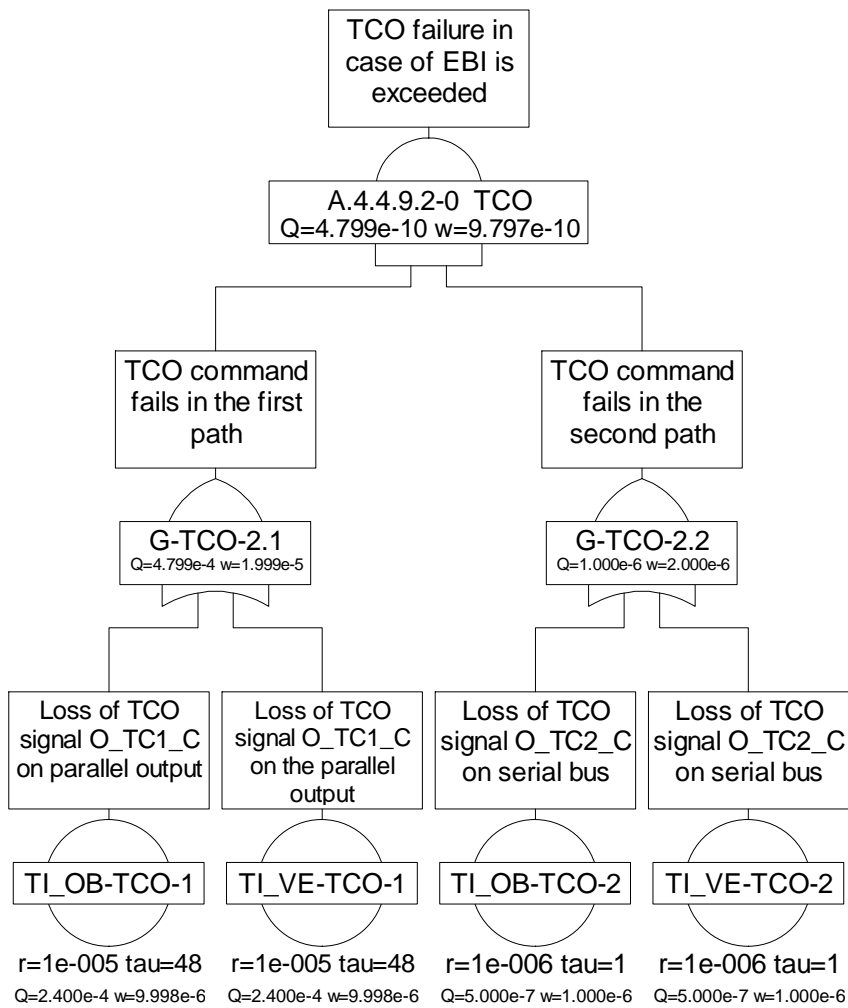 TCO failure in
case of EBI is
exceeded
A.4.4.9.2-0 TCO
Q=4.799e-10 w=9.797e-10
TCO command
fails in the first
path
TCO command
fails in the
second path
G-TCO-2.1
Q=4.799e-4 w=1.999e-5
G-TCO-2.2
Q=1.000e-6 w=2.000e-6
Loss of TCO
signal O_TC1_C
on parallel output
Loss of TCO
signal O_TC1_C
on the parallel
output
Loss of TCO
signal O_TC2_C
on serial bus
Loss of TCO
signal O_TC2_C
on serial bus
TI_OB-TCO-1
TI_VE-TCO-1
TI_OB-TCO-2
TI_VE-TCO-2
r=1e-005 tau=48
r=1e-005 tau=48
r=1e-006 tau=1
r=1e-006 tau=1
Q=2.400e-4 w=9.998e-6
Q=2.400e-4 w=9.998e-6
Q=5.000e-7 w=1.000e-6
Q=5.000e-7 w=1.000e-6